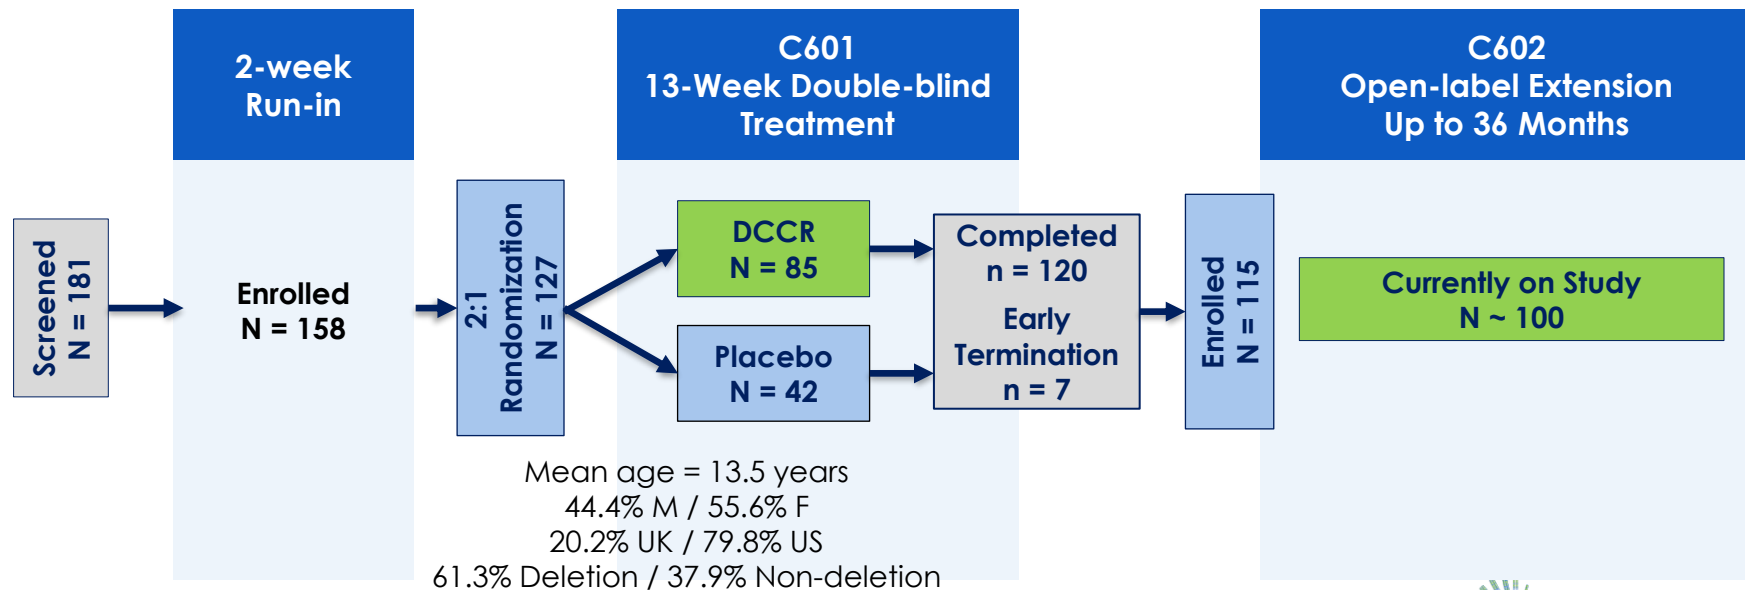 2-week
Run-in
C601
13-Week Double-blind
Treatment
C602
Open-label Extension
Up to 36 Months
Screened
N = 181
Enrolled
N = 158
2:1
Randomization
N = 127
DCCR
N = 85
Placebo
N = 42
Completed
n = 120
Early
Termination
n = 7
Enrolled
N = 115
Currently on Study
N ~ 100
Mean age = 13.5 years
44.4% M / 55.6% F
20.2% UK / 79.8% US
61.3% Deletion / 37.9% Non-deletion